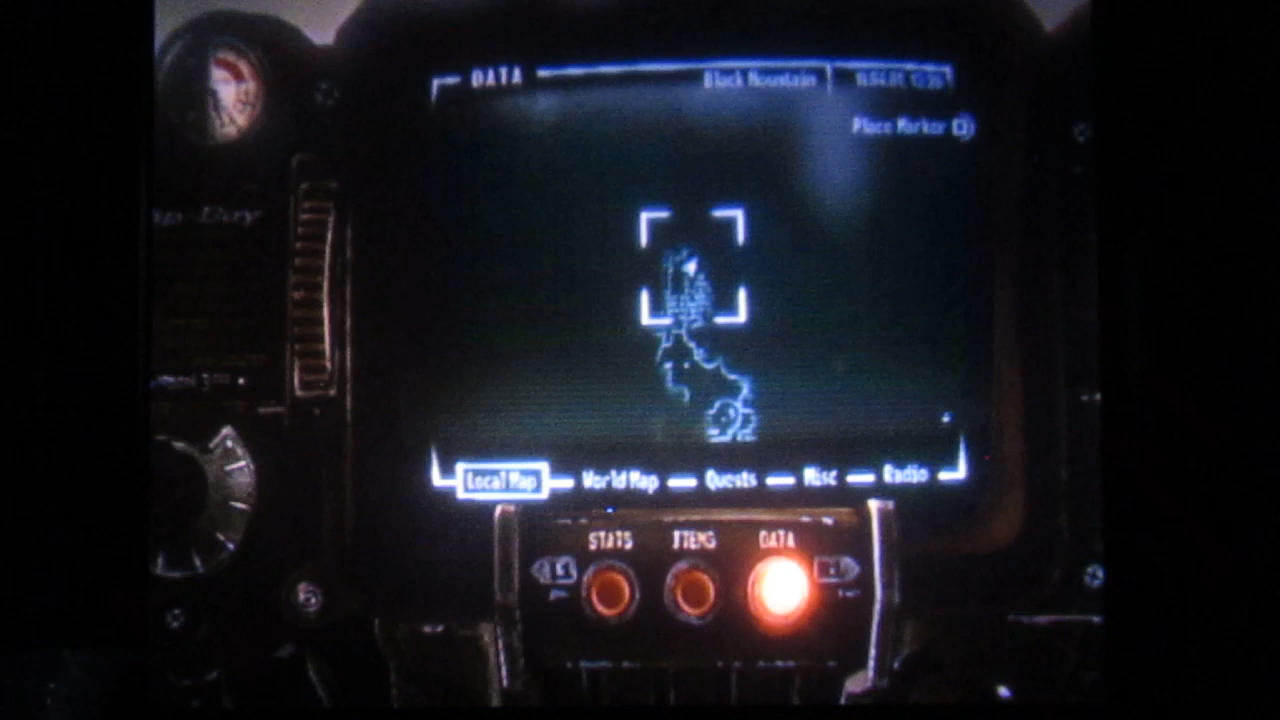 DATA Black Mountain
Place Marker
Local Map World Map Quests Misc Radio
STATS ITEMS DATA